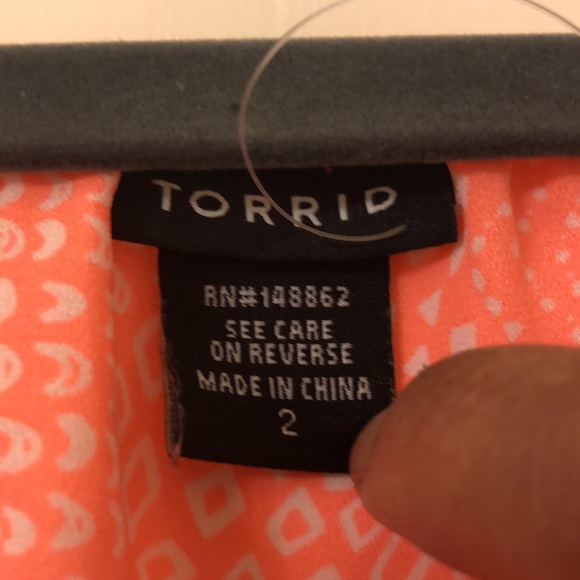 TORRID
RN#148862
SEE CARE
ON REVERSE
MADE IN CHINA
2